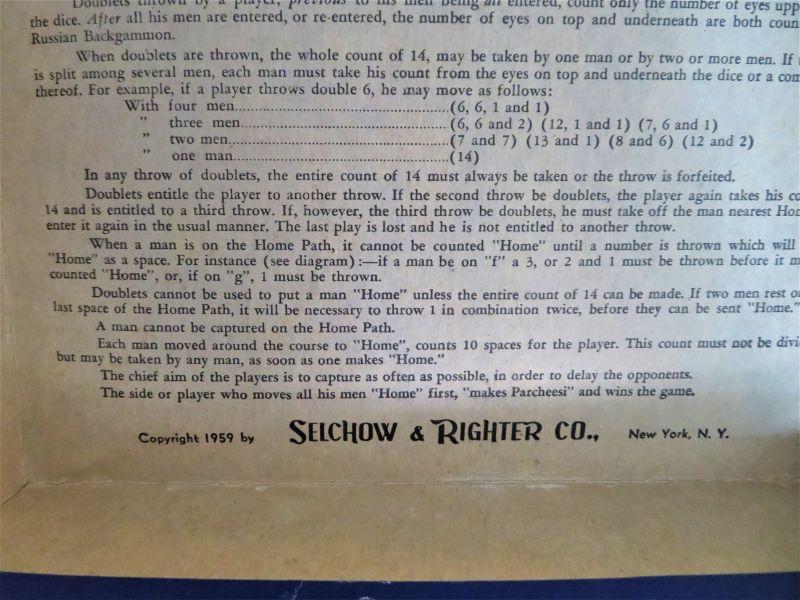 Doublets thrown by a player, previous to his men being all entered, count only the number of eyes
the dice. After all his men are entered, or re-entered, the number of eyes on top and underneath are both
Russian Backgammon.
When doublets are thrown, the whole count of 14, may be taken by one man or by two or more men. If
is split among several men, each man must take his count from the eyes on top and underneath the dice or a
thereof. For example, if a player throws double 6, he may move as follows:
With four men..............................................(6, 6, 1 and 1)
" three men............................................(6, 6 and 2) (12, 1 and 1) (7, 6 and 1)
" two men..............................................(7 and 7) (13 and 1) (8 and 6) (12 and 2)
" one man..............................................(14)
In any throw of doublets, the entire count of 14 must always be taken or the throw is forfeited.
Doublets entitle the player to another throw. If the second throw be doublets, the player again takes his
14 and is entitled to a third throw. If, however, the third throw be doublets, he must take off the man nearest
enter it again in the usual manner. The last play is lost and he is not entitled to another throw.
When a man is on the Home Path, it cannot be counted "Home" until a number is thrown which will
"Home" as a space. For instance (see diagram):—if a man be on "f" a 3, or 2 and 1 must be thrown before it
counted "Home", or, if on "g", 1 must be thrown.
Doublets cannot be used to put a man "Home" unless the entire count of 14 can be made. If two men rest
last space of the Home Path, it will be necessary to throw 1 in combination twice, before they can be sent "Home."
A man cannot be captured on the Home Path.
Each man moved around the course to "Home", counts 10 spaces for the player. This count must not be
but may be taken by any man, as soon as one makes "Home."
The chief aim of the players is to capture as often as possible, in order to delay the opponents.
The side or player who moves all his men "Home" first, "makes Parcheesi" and wins the game.
Copyright 1959 by SELCHOW & RIGHTER CO., New York, N. Y.